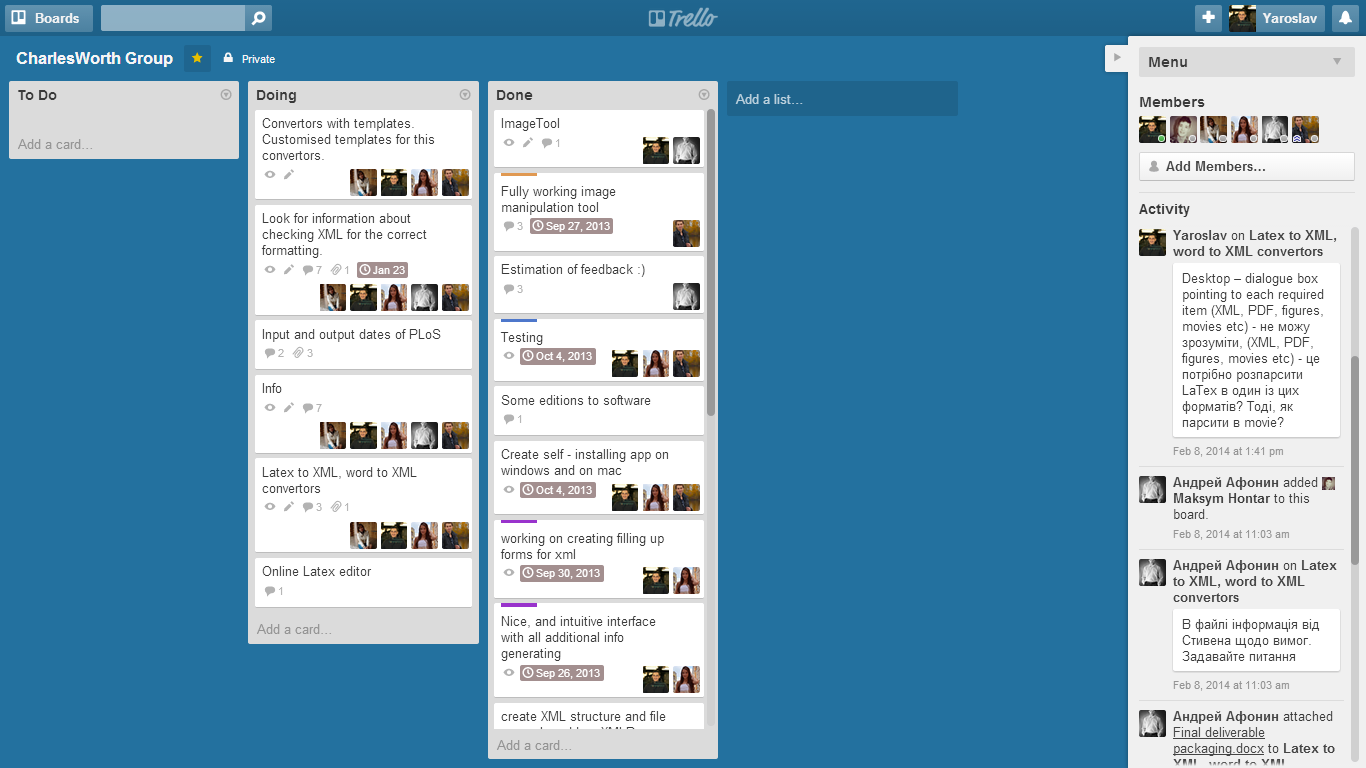 Boards
Trello
Yaroslav
CharlesWorth Group
Private
To Do
Add a card...
Doing
Convertors with templates.
Customised templates for this
convertors.
Look for information about
checking XML for the correct
formatting.
7 1 Jan 23
Input and output dates of PLoS
2 3
Info
7
Latex to XML, word to XML
convertors
3 1
Online Latex editor
1
Add a card...
Done
ImageTool
1
Fully working image
manipulation tool
3 Sep 27, 2013
Estimation of feedback :)
3
Testing
Oct 4, 2013
Some editions to software
1
Create self - installing app on
windows and on mac
Oct 4, 2013
working on creating filling up
forms for xml
Sep 30, 2013
Nice, and intuitive interface
with all additional info
generating
Sep 26, 2013
create XML structure and file
Add a card...
Add a list...
Menu
Members
Add Members...
Activity
Yaroslav on Latex to XML,
word to XML convertors
Desktop – dialogue box
pointing to each required
item (XML, PDF, figures,
movies etc) - не можу
зрозуміти, (XML, PDF,
figures, movies etc) - це
потрібно розпарсити
LaTex в один із цих
форматів? Тоді, як
парсити в movie?
Feb 8, 2014 at 1:41 pm
Андрей Афонин added
Maksym Hontar to this
board.
Feb 8, 2014 at 11:03 am
Андрей Афонин on Latex
to XML, word to XML
convertors
В файлі інформація від
Стивена щодо вимог.
Задавайте питання
Feb 8, 2014 at 11:03 am
Андрей Афонин attached
Final deliverable
packaging.docx to Latex to
XML, word to XML